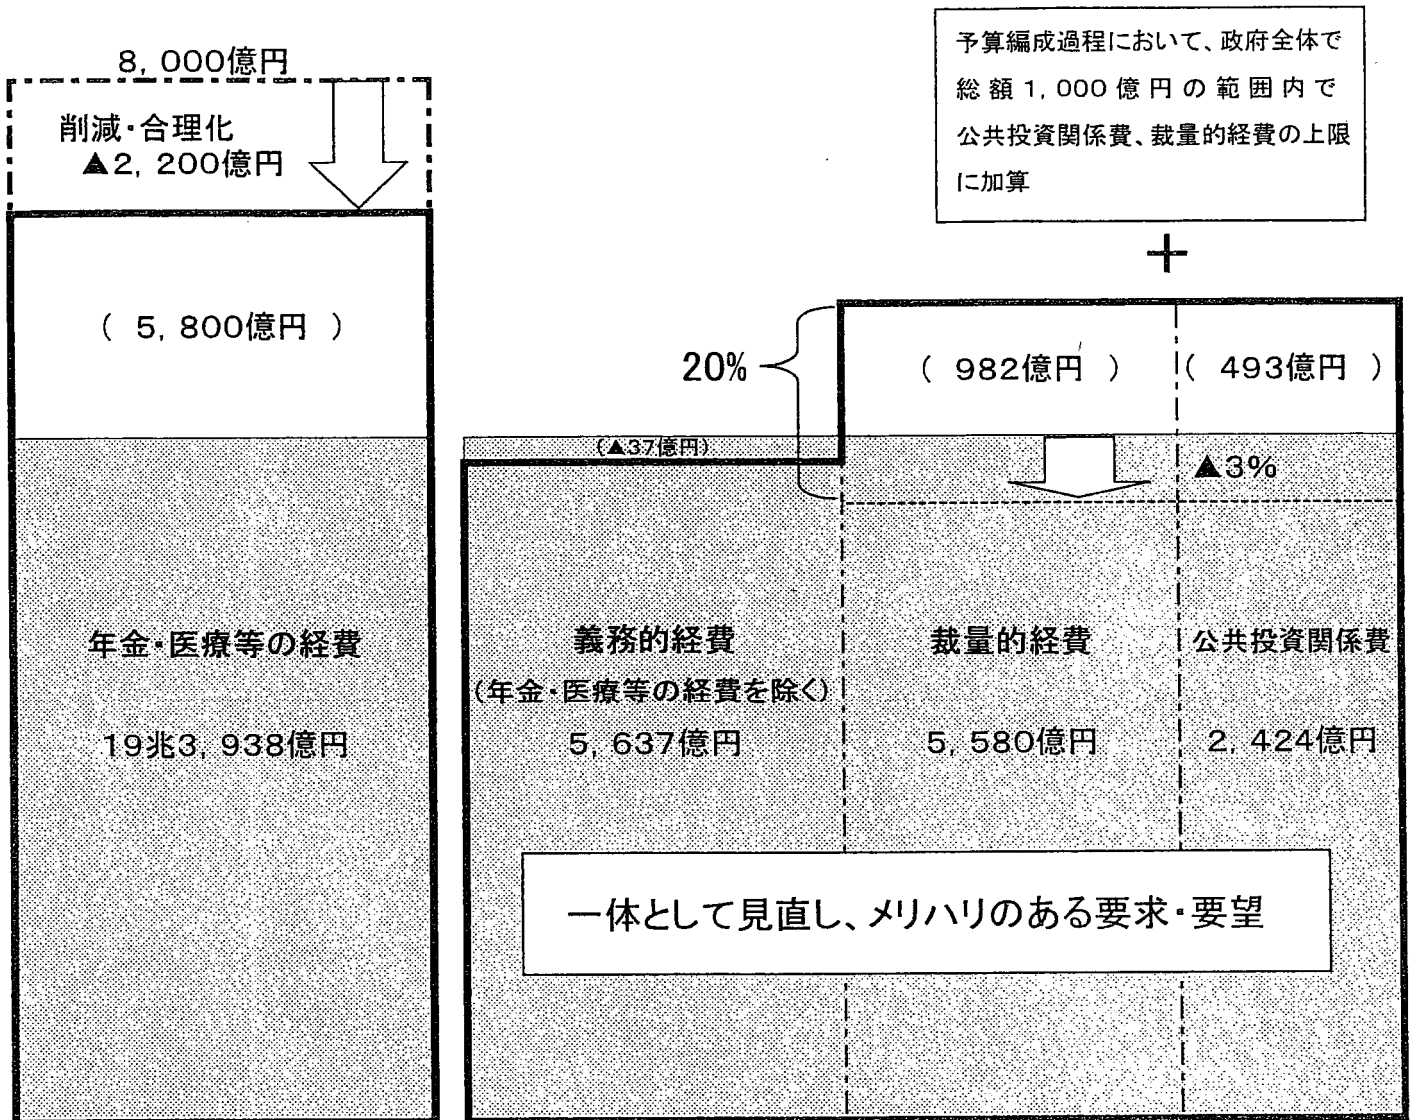 8,000億円
削減・合理化
▲2,200億円
( 5,800億円 )
年金・医療等の経費
19兆3,938億円
予算編成過程において、政府全体で
総額1,000億円の範囲内で
公共投資関係費、裁量的経費の上限
に加算
+
20%
( 982億円 )
( 493億円 )
(▲37億円)
▲3%
義務的経費
(年金・医療等の経費を除く)
5,637億円
裁量的経費
5,580億円
公共投資関係費
2,424億円
一体として見直し、メリハリのある要求・要望